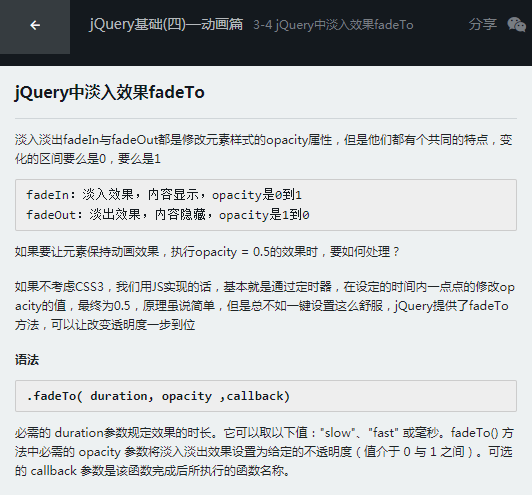 jQuery基础(四)—动画篇 3-4 jQuery中淡入效果fadeTo 分享
jQuery中淡入效果fadeTo
淡入淡出fadeIn与fadeOut都是修改元素样式的opacity属性，但是他们都有个共同的特点，变
化的区间要么是0，要么是1
fadeIn：淡入效果，内容显示，opacity是0到1
fadeOut：淡出效果，内容隐藏，opacity是1到0
如果要让元素保持动画效果，执行opacity = 0.5的效果时，要如何处理？
如果不考虑CSS3，我们用JS实现的话，基本就是通过定时器，在设定的时间内一点点的修改op
acity的值，最终为0.5，原理虽说简单，但是总不如一键设置这么舒服，jQuery提供了fadeTo
方法，可以让改变透明度一步到位
语法
.fadeTo( duration, opacity ,callback)
必需的 duration参数规定效果的时长。它可以取以下值："slow"、"fast" 或毫秒。fadeTo() 方
法中必需的 opacity 参数将淡入淡出效果设置为给定的不透明度（值介于 0 与 1 之间）。可选
的 callback 参数是该函数完成后所执行的函数名称。